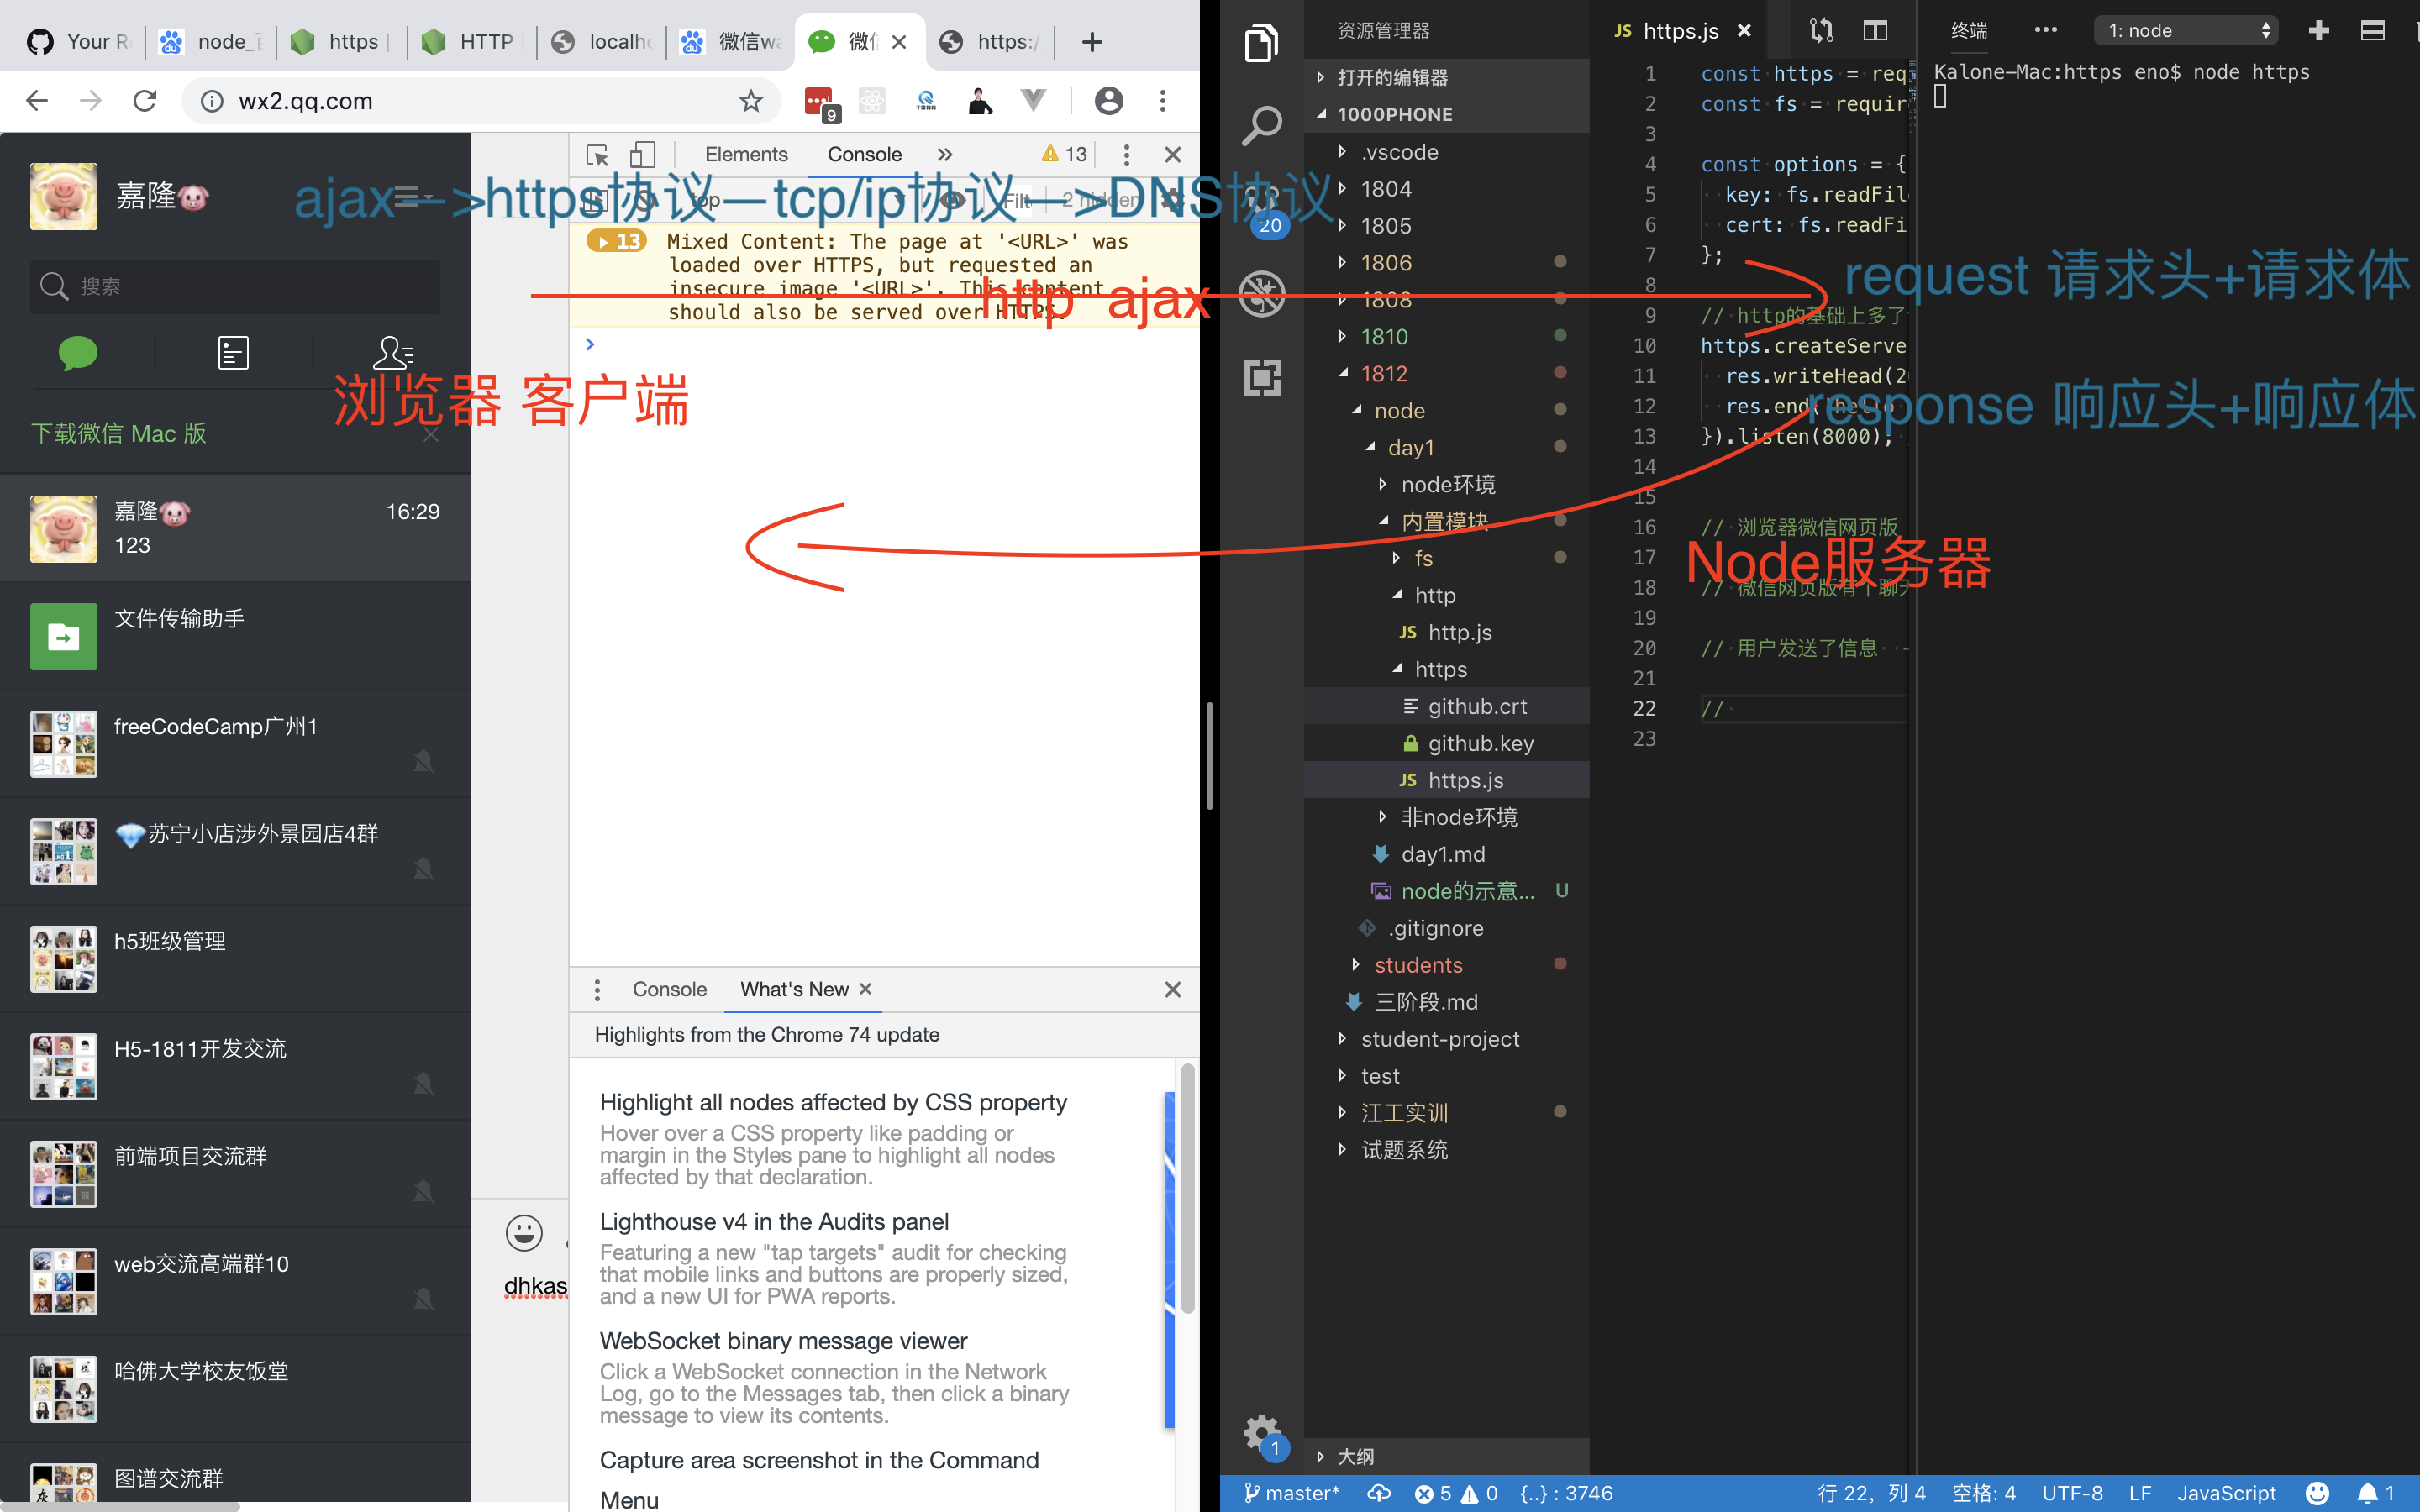 Your R
node_
https
HTTP
localh
微信wa
微信
https:/
wx2.qq.com
9
嘉隆
搜索
下载微信 Mac 版
嘉隆
16:29
123
文件传输助手
freeCodeCamp广州1
苏宁小店涉外景园店4群
h5班级管理
H5-1811开发交流
前端项目交流群
web交流高端群10
哈佛大学校友饭堂
图谱交流群
dhkas
Elements
Console
13
top
Filt
2 hidden
13
Mixed Content: The page at '<URL>' was
loaded over HTTPS, but requested an
insecure image '<URL>'. This content
should also be served over HTTPS.
Console
What's New
Highlights from the Chrome 74 update
Highlight all nodes affected by CSS property
Hover over a CSS property like padding or
margin in the Styles pane to highlight all nodes
affected by that declaration.
Lighthouse v4 in the Audits panel
Featuring a new "tap targets" audit for checking
that mobile links and buttons are properly sized,
and a new UI for PWA reports.
WebSocket binary message viewer
Click a WebSocket connection in the Network
Log, go to the Messages tab, then click a binary
message to view its contents.
Capture area screenshot in the Command
Menu
ajax—>https协议—tcp/ip协议—>DNS协议
http ajax
浏览器 客户端
request 请求头+请求体
response 响应头+响应体
Node服务器
20
1
资源管理器
打开的编辑器
1000PHONE
.vscode
1804
1805
1806
1808
1810
1812
node
day1
node环境
内置模块
fs
http
JS http.js
https
github.crt
github.key
JS https.js
非node环境
day1.md
node的示意... U
.gitignore
students
三阶段.md
student-project
test
江工实训
试题系统
大纲
JS https.js
1 const https = req
2 const fs = requir
3
4 const options = {
5 key: fs.readFil
6 cert: fs.readFi
7 };
8
9 // http的基础上多了
10 https.createServe
11 res.writeHead(20
12 res.end('hello
13 }).listen(8000);
14
15
16 // 浏览器微信网页版
17
18 // 微信网页版有个聊天
19
20 // 用户发送了信息 -
21
22 //
23
终端
1: node
Kalone-Mac:https eno$ node https
master*
5
0
{..} : 3746
行 22，列 4
空格: 4
UTF-8
LF
JavaScript
1